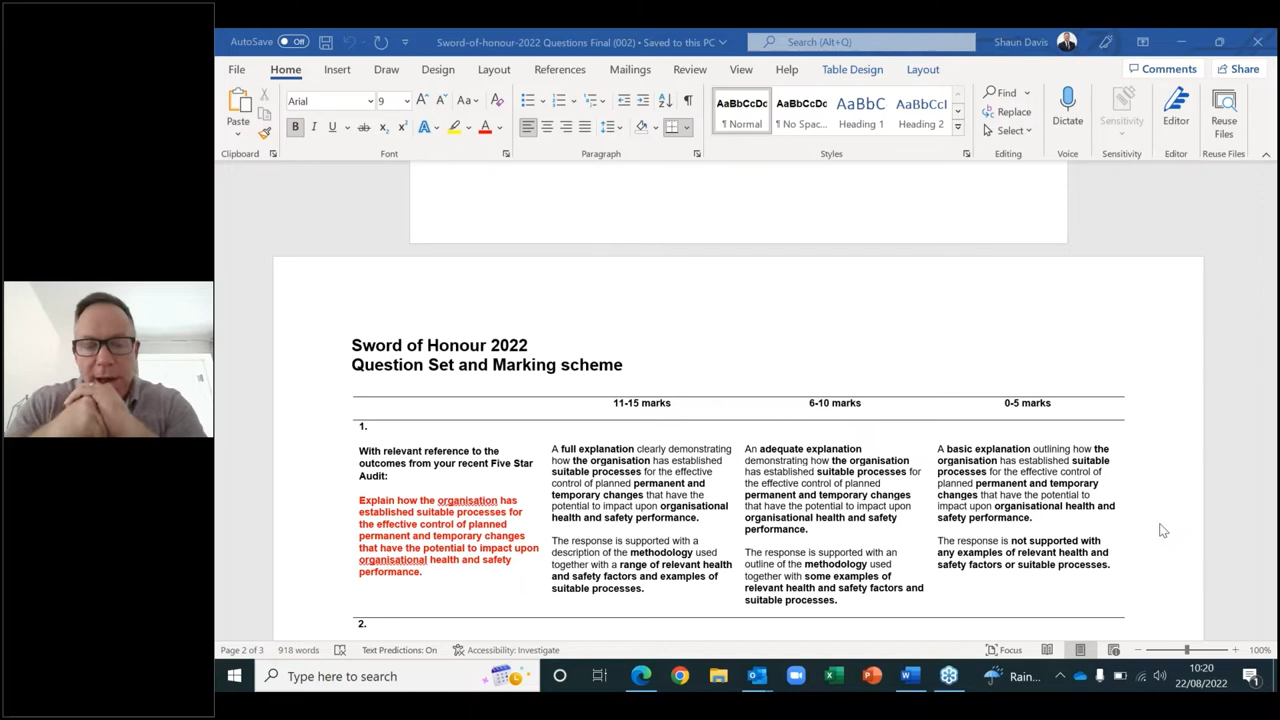 AutoSave Off Sword-of-honour-2022 Questions Final (002) • Saved to this PC Search (Alt+Q) Shaun Davis
File Home Insert Draw Design Layout References Mailings Review View Help Table Design Layout Comments Share
Arial 9 Aa AaBbCcDc AaBbCcDc AaBbC AaBbCcI Find Replace Select
Paste B I U ab x₂ x² A A ¶ Normal No Spac... Heading 1 Heading 2 Dictate Sensitivity Editor Reuse Files
Clipboard Font Paragraph Styles Editing Voice Sensitivity Editor Reuse Files
Sword of Honour 2022
Question Set and Marking scheme
11-15 marks 6-10 marks 0-5 marks
1.
With relevant reference to the
outcomes from your recent Five Star
Audit:
Explain how the organisation has
established suitable processes for
the effective control of planned
permanent and temporary changes
that have the potential to impact upon
organisational health and safety
performance.
A full explanation clearly demonstrating
how the organisation has established
suitable processes for the effective
control of planned permanent and
temporary changes that have the
potential to impact upon organisational
health and safety performance.
The response is supported with a
description of the methodology used
together with a range of relevant health
and safety factors and examples of
suitable processes.
An adequate explanation
demonstrating how the organisation
has established suitable processes for
the effective control of planned
permanent and temporary changes
that have the potential to impact upon
organisational health and safety
performance.
The response is supported with an
outline of the methodology used
together with some examples of
relevant health and safety factors and
suitable processes.
A basic explanation outlining how the
organisation has established suitable
processes for the effective control of
planned permanent and temporary
changes that have the potential to
impact upon organisational health and
safety performance.
The response is not supported with
any examples of relevant health and
safety factors or suitable processes.
2.
Page 2 of 3 918 words Text Predictions: On Accessibility: Investigate Focus 100%
Type here to search Rain... 10:20
22/08/2022